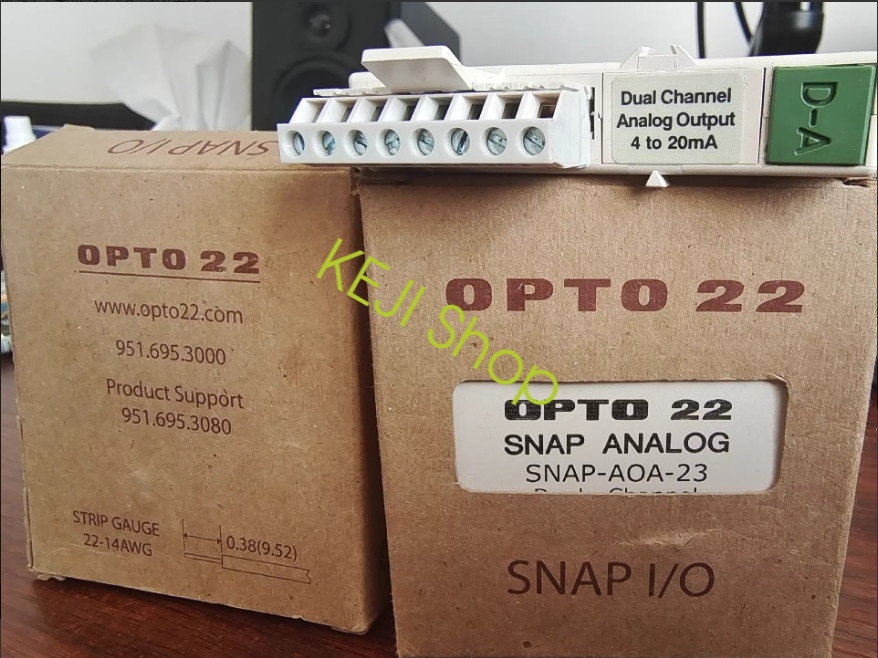 SNAP I/O
OPTO 22
www.opto22.com
951.695.3000
Product Support
951.695.3080
STRIP GAUGE
22-14AWG
0.38(9.52)
Dual Channel
Analog Output
4 to 20mA
D-A
OPTO 22
KEJI Shop
OPTO 22
SNAP ANALOG
SNAP-AOA-23
Dual Channel
SNAP I/O